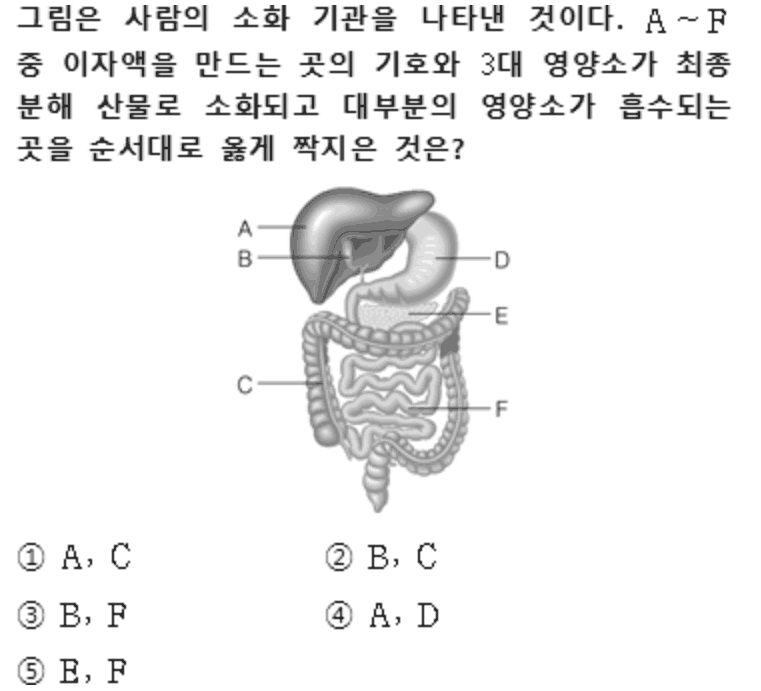 그림은 사람의 소화 기관을 나타낸 것이다. A ~ F
중 이자액을 만드는 곳의 기호와 3대 영양소가 최종
분해 산물로 소화되고 대부분의 영양소가 흡수되는
곳을 순서대로 옳게 짝지은 것은?
A
B
D
E
C
F
① A, C ② B, C
③ B, F ④ A, D
⑤ E, F